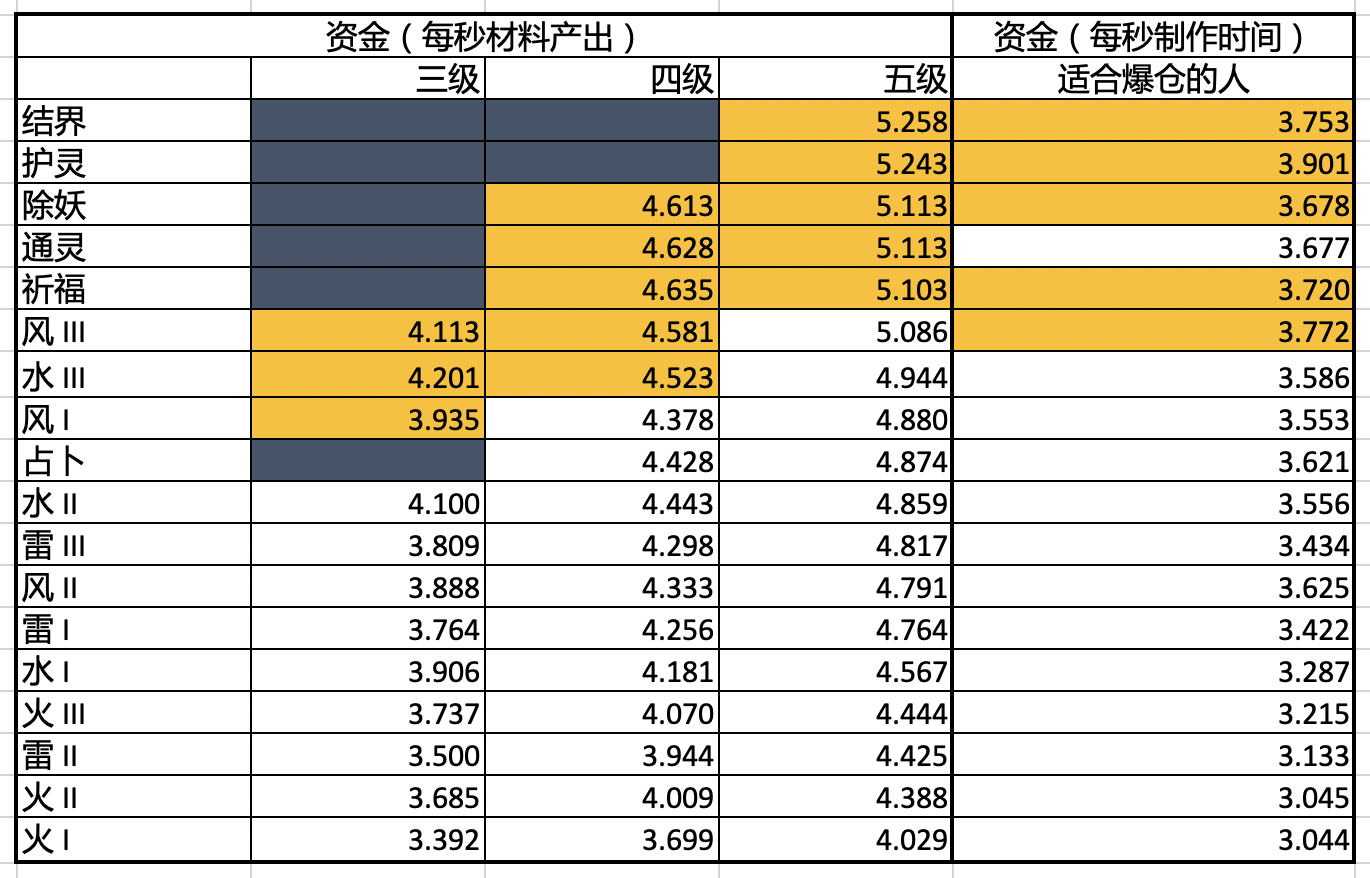 资金（每秒材料产出） 资金（每秒制作时间）
三级 四级 五级 适合爆仓的人
结界 5.258 3.753
护灵 5.243 3.901
除妖 4.613 5.113 3.678
通灵 4.628 5.113 3.677
祈福 4.635 5.103 3.720
风 III 4.113 4.581 5.086 3.772
水 III 4.201 4.523 4.944 3.586
风 I 3.935 4.378 4.880 3.553
占卜 4.428 4.874 3.621
水 II 4.100 4.443 4.859 3.556
雷 III 3.809 4.298 4.817 3.434
风 II 3.888 4.333 4.791 3.625
雷 I 3.764 4.256 4.764 3.422
水 I 3.906 4.181 4.567 3.287
火 III 3.737 4.070 4.444 3.215
雷 II 3.500 3.944 4.425 3.133
火 II 3.685 4.009 4.388 3.045
火 I 3.392 3.699 4.029 3.044